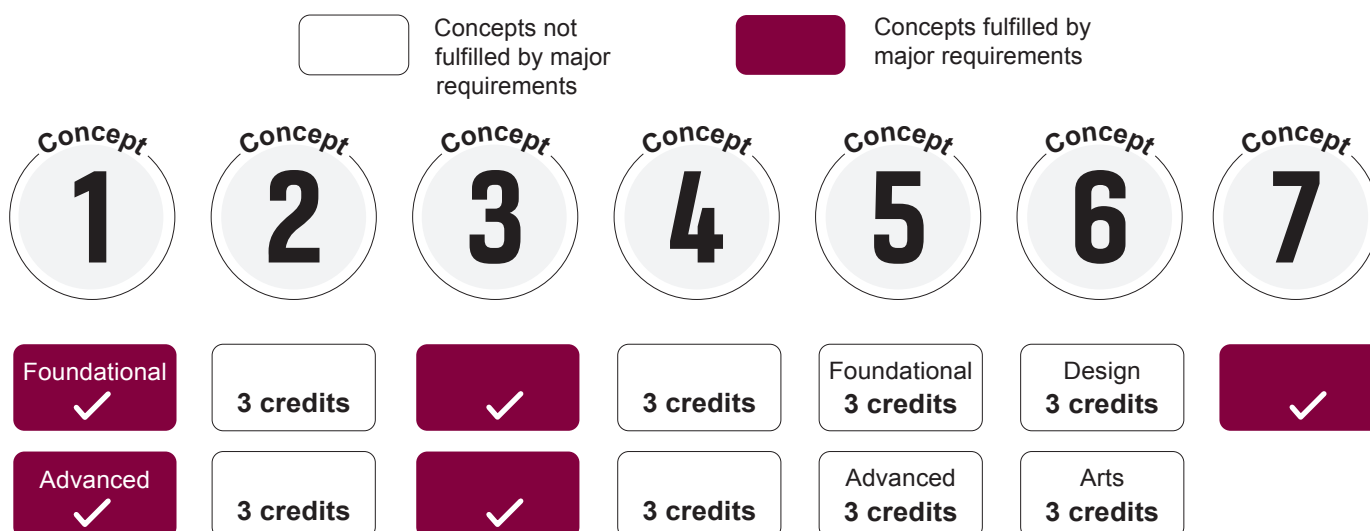 Concepts not
fulfilled by major
requirements
Concepts fulfilled by
major requirements
Concept
1
Concept
2
Concept
3
Concept
4
Concept
5
Concept
6
Concept
7
Foundational
3 credits
3 credits
Foundational
3 credits
Design
3 credits
Advanced
3 credits
3 credits
Advanced
3 credits
Arts
3 credits